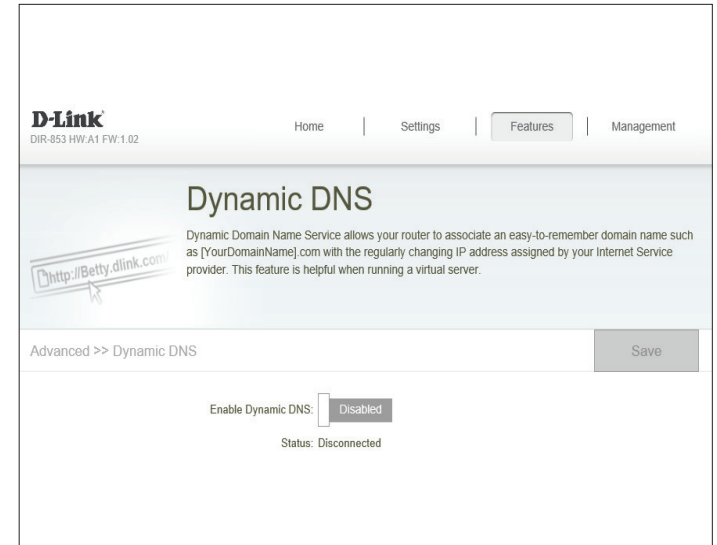 D-Link
DIR-853 HW:A1 FW:1.02
Home
Settings
Features
Management
Dynamic DNS
Dynamic Domain Name Service allows your router to associate an easy-to-remember domain name such
as [YourDomainName].com with the regularly changing IP address assigned by your Internet Service
provider. This feature is helpful when running a virtual server.
http://Betty.dlink.com
Advanced >> Dynamic DNS
Save
Enable Dynamic DNS: Disabled
Status: Disconnected